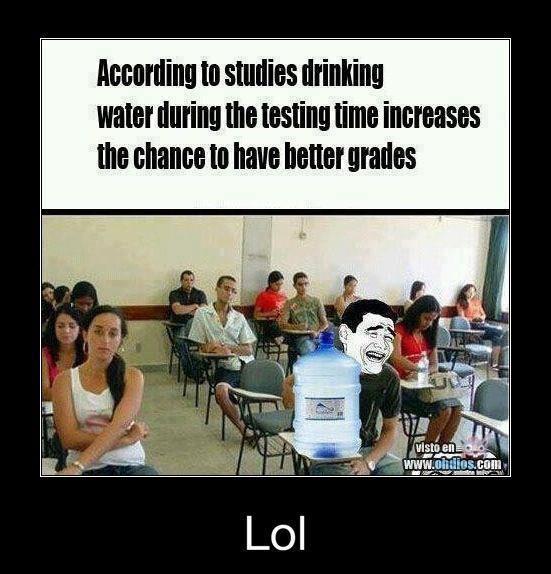 According to studies drinking
water during the testing time increases
the chance to have better grades
visto en
www.ohdios.com
Lol